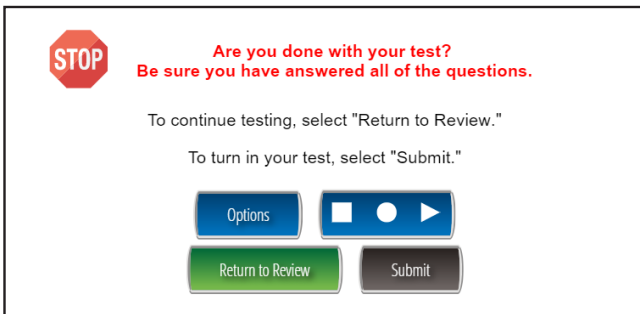 STOP
Are you done with your test?
Be sure you have answered all of the questions.
To continue testing, select "Return to Review."
To turn in your test, select "Submit."
Options
Return to Review
Submit